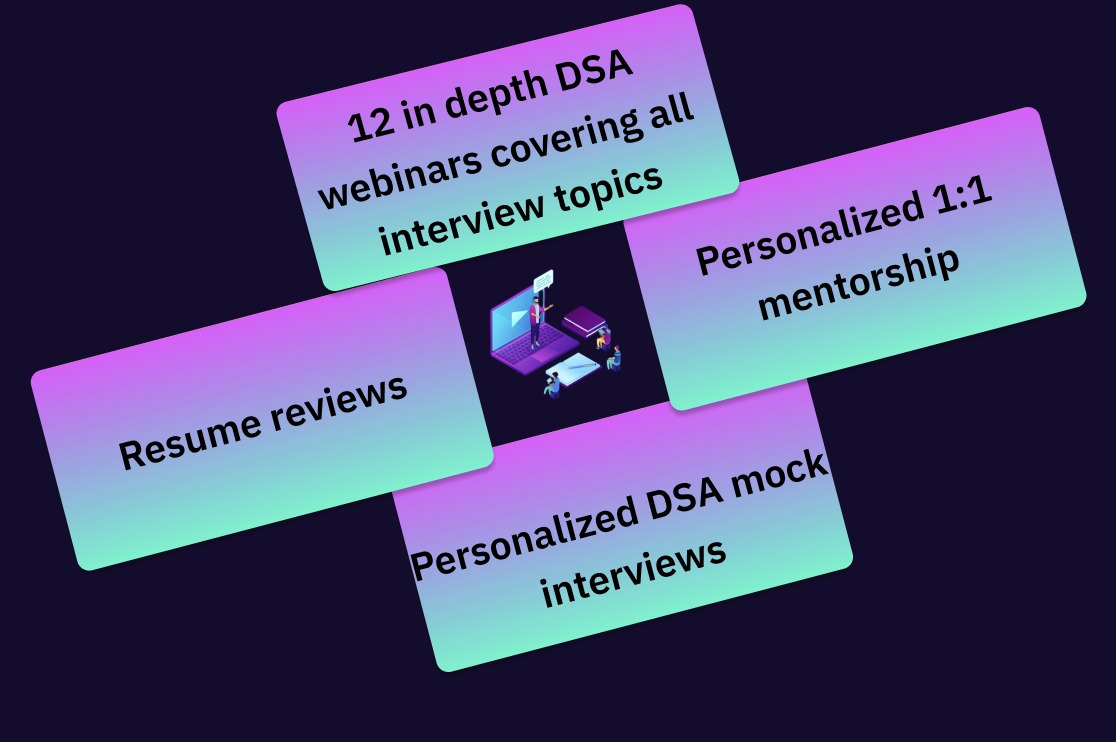 12 in depth DSA
webinars covering all
interview topics
Personalized 1:1
mentorship
Resume reviews
Personalized DSA mock
interviews